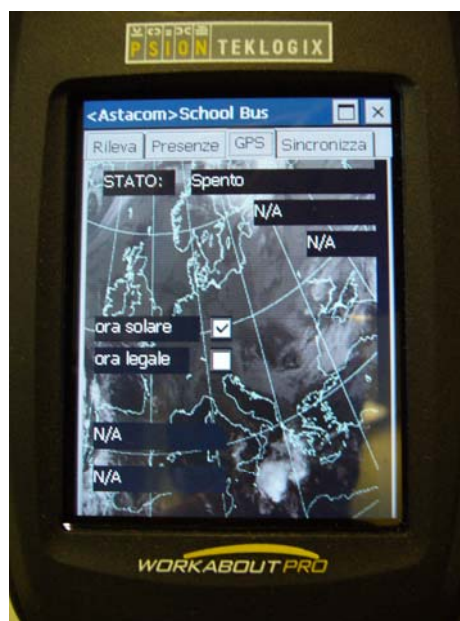 PSION TEKLOGIX
<Astacom>School Bus
Rileva Presenze GPS Sincronizza
STATO: Spento
N/A
N/A
ora solare
ora legale
N/A
N/A
WORKABOUT PRO